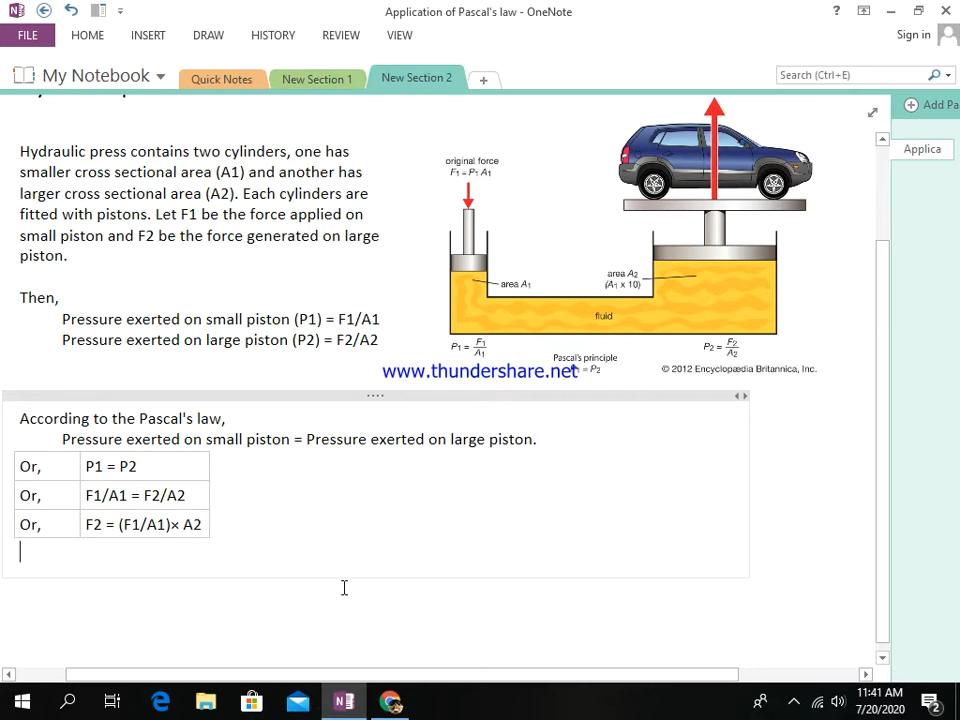 Application of Pascal's law - OneNote
?
FILE HOME INSERT DRAW HISTORY REVIEW VIEW
Sign in
My Notebook Quick Notes New Section 1 New Section 2 +
Search (Ctrl+E)
Add Pa
Applica
Hydraulic press contains two cylinders, one has
smaller cross sectional area (A1) and another has
larger cross sectional area (A2). Each cylinders are
fitted with pistons. Let F1 be the force applied on
small piston and F2 be the force generated on large
piston.
Then,
Pressure exerted on small piston (P1) = F1/A1
Pressure exerted on large piston (P2) = F2/A2
original force
F₁ = P₁ A₁
area A₁
area A₂
(A₁ x 10)
fluid
P₁ = F₁/A₁
P₂ = F₂/A₂
Pascal's principle
= P₂
© 2012 Encyclopædia Britannica, Inc.
www.thundershare.net
According to the Pascal's law,
Pressure exerted on small piston = Pressure exerted on large piston.
Or, P1 = P2
Or, F1/A1 = F2/A2
Or, F2 = (F1/A1)× A2
11:41 AM
7/20/2020
2